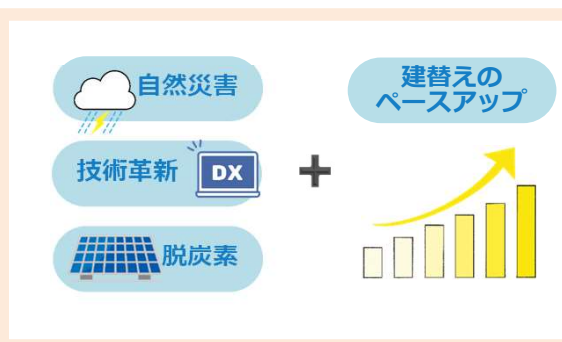 自然災害
技術革新
DX
脱炭素
建替えの
ペースアップ